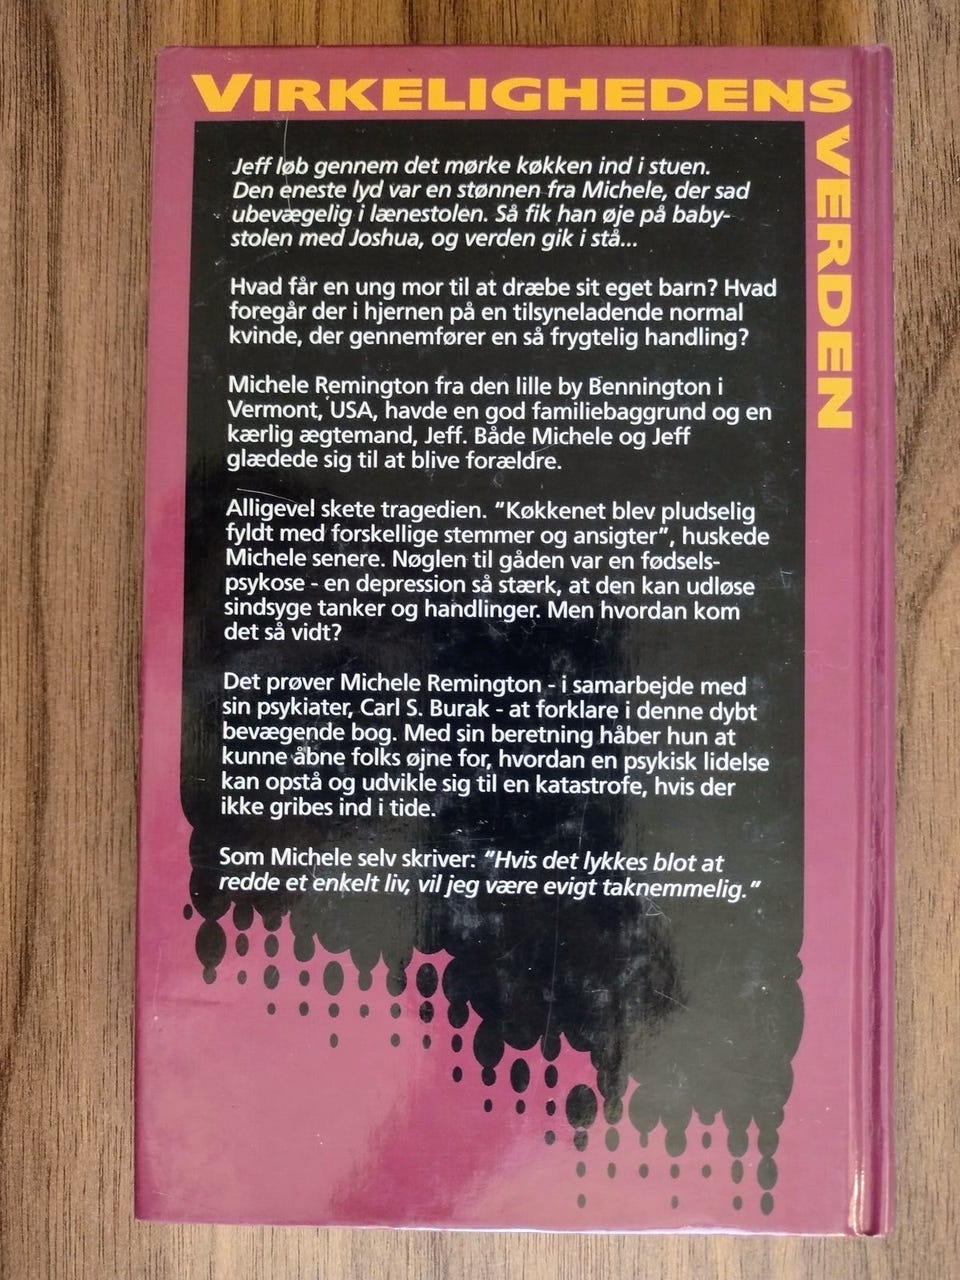 VIRKELIGHEDENS
VERDEN
Jeff løb gennem det mørke køkken ind i stuen.
Den eneste lyd var en stønnen fra Michele, der sad
ubevægelig i lænestolen. Så fik han øje på baby-
stolen med Joshua, og verden gik i stå...
Hvad får en ung mor til at dræbe sit eget barn? Hvad
foregår der i hjernen på en tilsyneladende normal
kvinde, der gennemfører en så frygtelig handling?
Michele Remington fra den lille by Bennington i
Vermont, USA, havde en god familiebaggrund og en
kærlig ægtemand, Jeff. Både Michele og Jeff
glædede sig til at blive forældre.
Alligevel skete tragedien. "Køkkenet blev pludselig
fyldt med forskellige stemmer og ansigter", huskede
Michele senere. Nøglen til gåden var en fødsels-
psykose - en depression så stærk, at den kan udløse
sindsyge tanker og handlinger. Men hvordan kom
det så vidt?
Det prøver Michele Remington - i samarbejde med
sin psykiater, Carl S. Burak - at forklare i denne dybt
bevægende bog. Med sin beretning håber hun at
kunne åbne folks øjne for, hvordan en psykisk lidelse
kan opstå og udvikle sig til en katastrofe, hvis der
ikke gribes ind i tide.
Som Michele selv skriver: "Hvis det lykkes blot at
redde et enkelt liv, vil jeg være evigt taknemmelig."